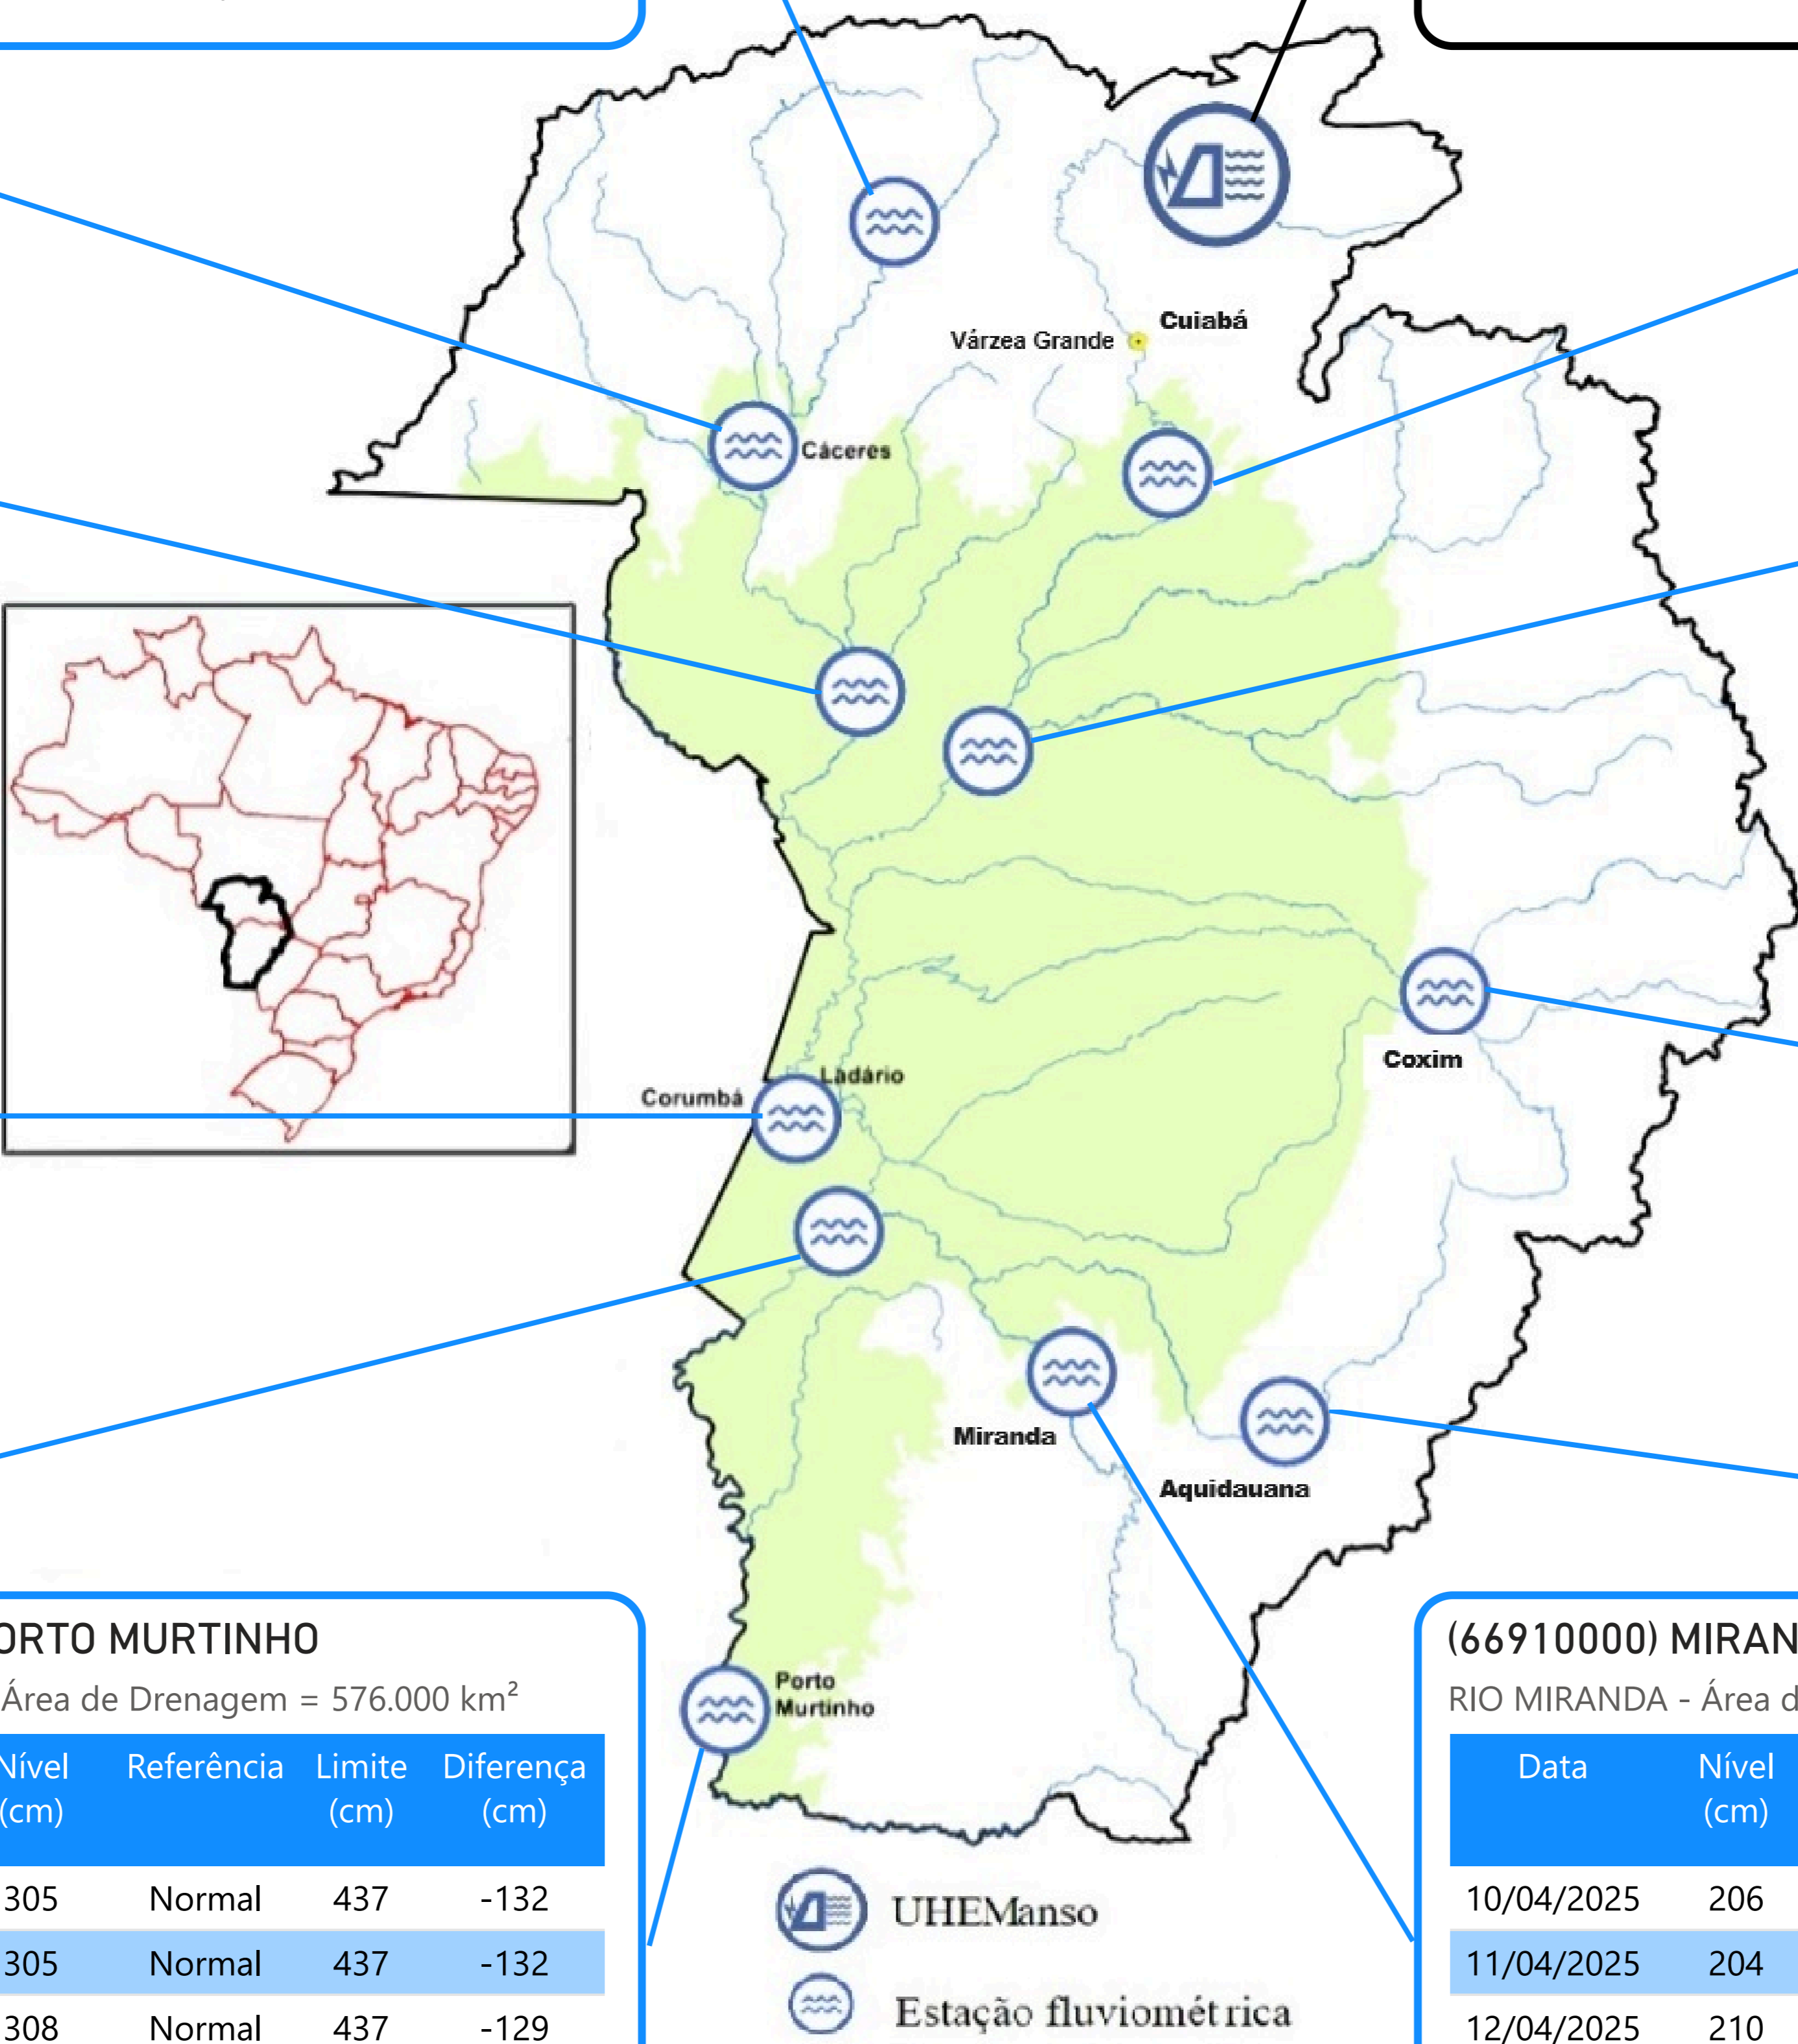 Cuiabá
Várzea Grande
Cáceres
Coxim
Ladário
Corumbá
Miranda
Aquidauana
Porto
Murtinho
ORTO MURTINHO
Área de Drenagem = 576.000 km²
Nível (cm) Referência Limite (cm) Diferença (cm)
305 Normal 437 -132
305 Normal 437 -132
308 Normal 437 -129
UHEManso
Estação fluviométrica
(66910000) MIRAN
RIO MIRANDA - Área d
Data Nível (cm)
10/04/2025 206
11/04/2025 204
12/04/2025 210